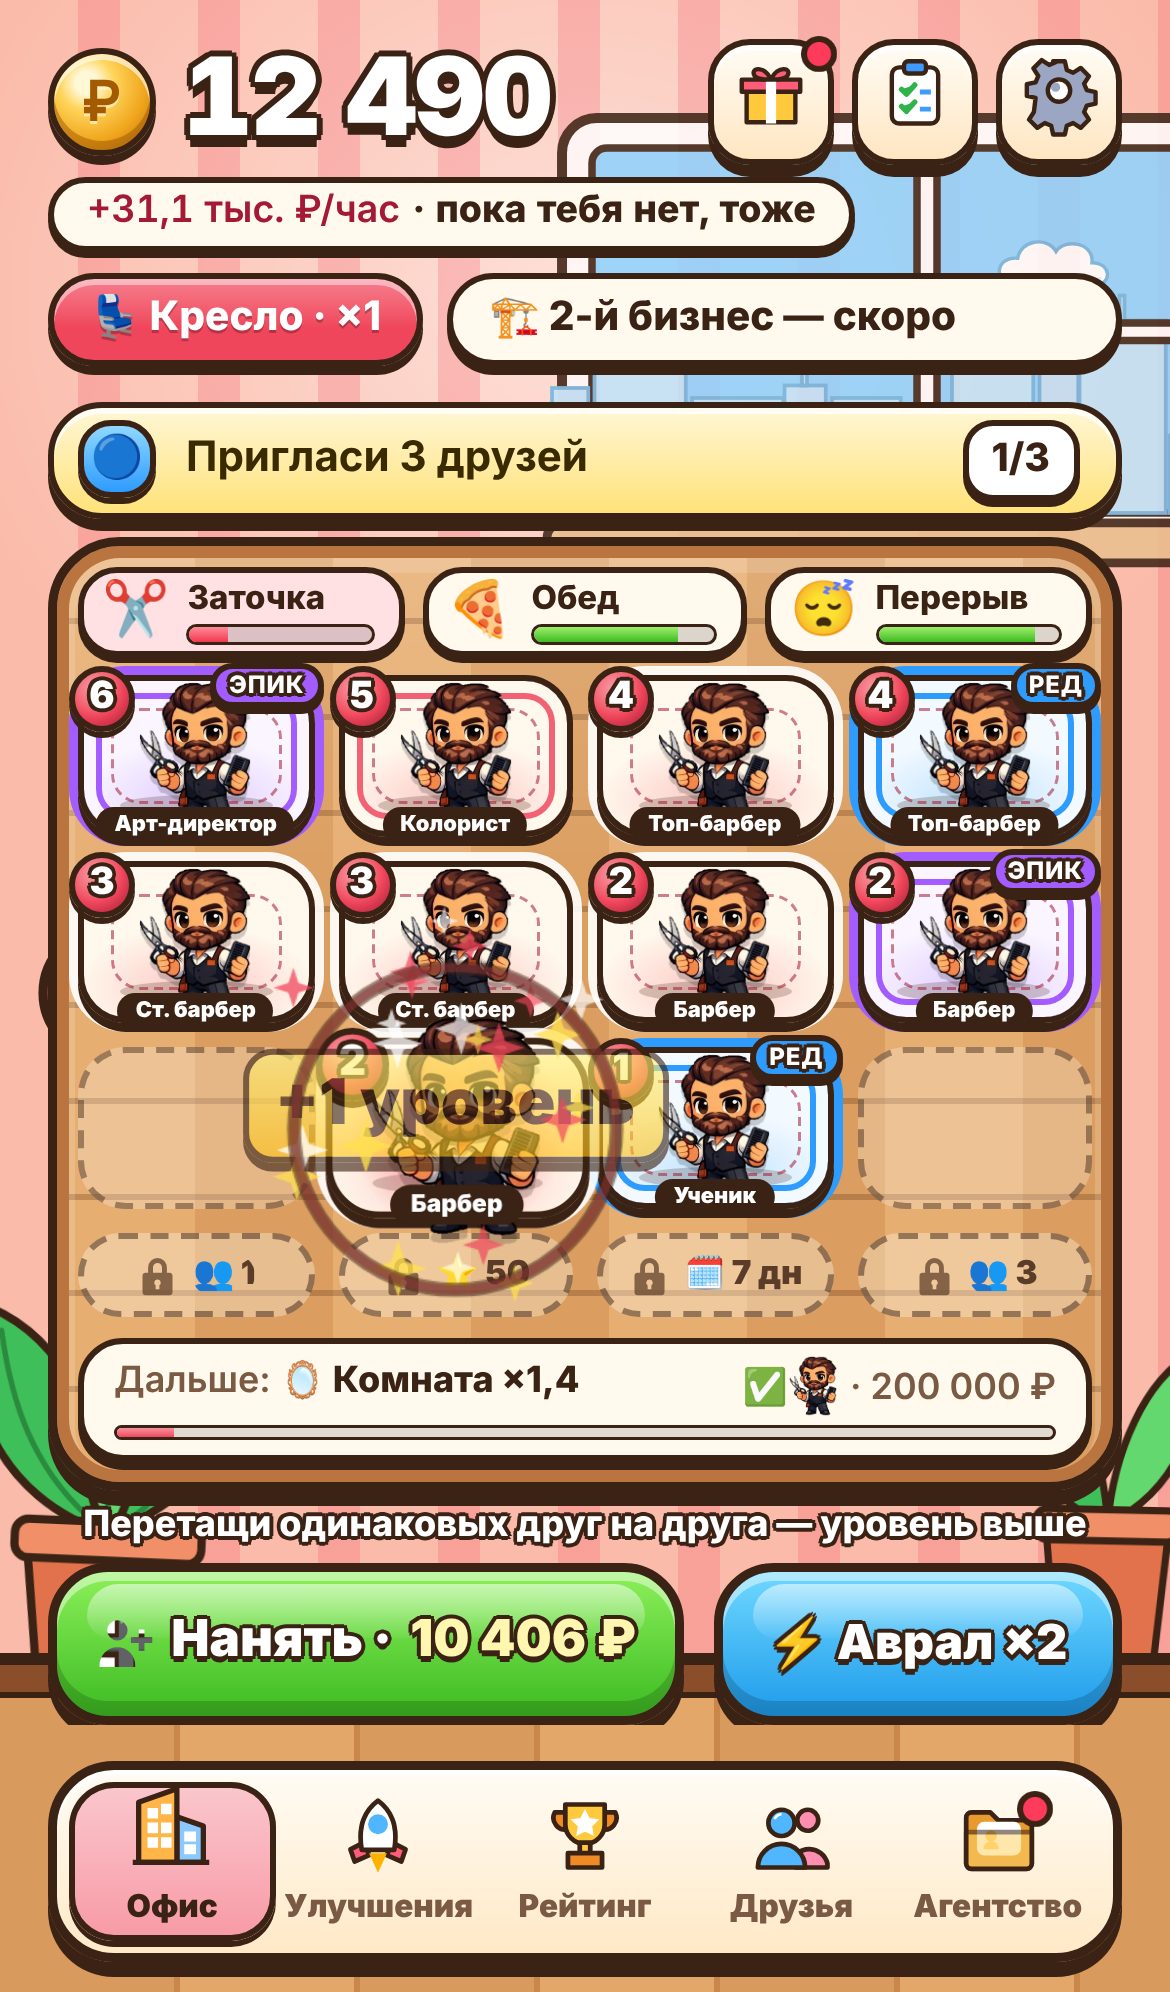 ₽ 12 490
+31,1 тыс. ₽/час · пока тебя нет, тоже
Кресло · ×1
2-й бизнес — скоро
Пригласи 3 друзей
1/3
Заточка
Обед
Перерыв
6 ЭПИК
Арт-директор
5
Колорист
4
Топ-барбер
4 РЕД
Топ-барбер
3
Ст. барбер
3
Ст. барбер
2
Барбер
2 ЭПИК
Барбер
2
+1 уровень
Барбер
1 РЕД
Ученик
1
50
7 дн
3
Дальше: Комната ×1,4
· 200 000 ₽
Перетащи одинаковых друг на друга — уровень выше
Нанять · 10 406 ₽
Аврал ×2
Офис
Улучшения
Рейтинг
Друзья
Агентство